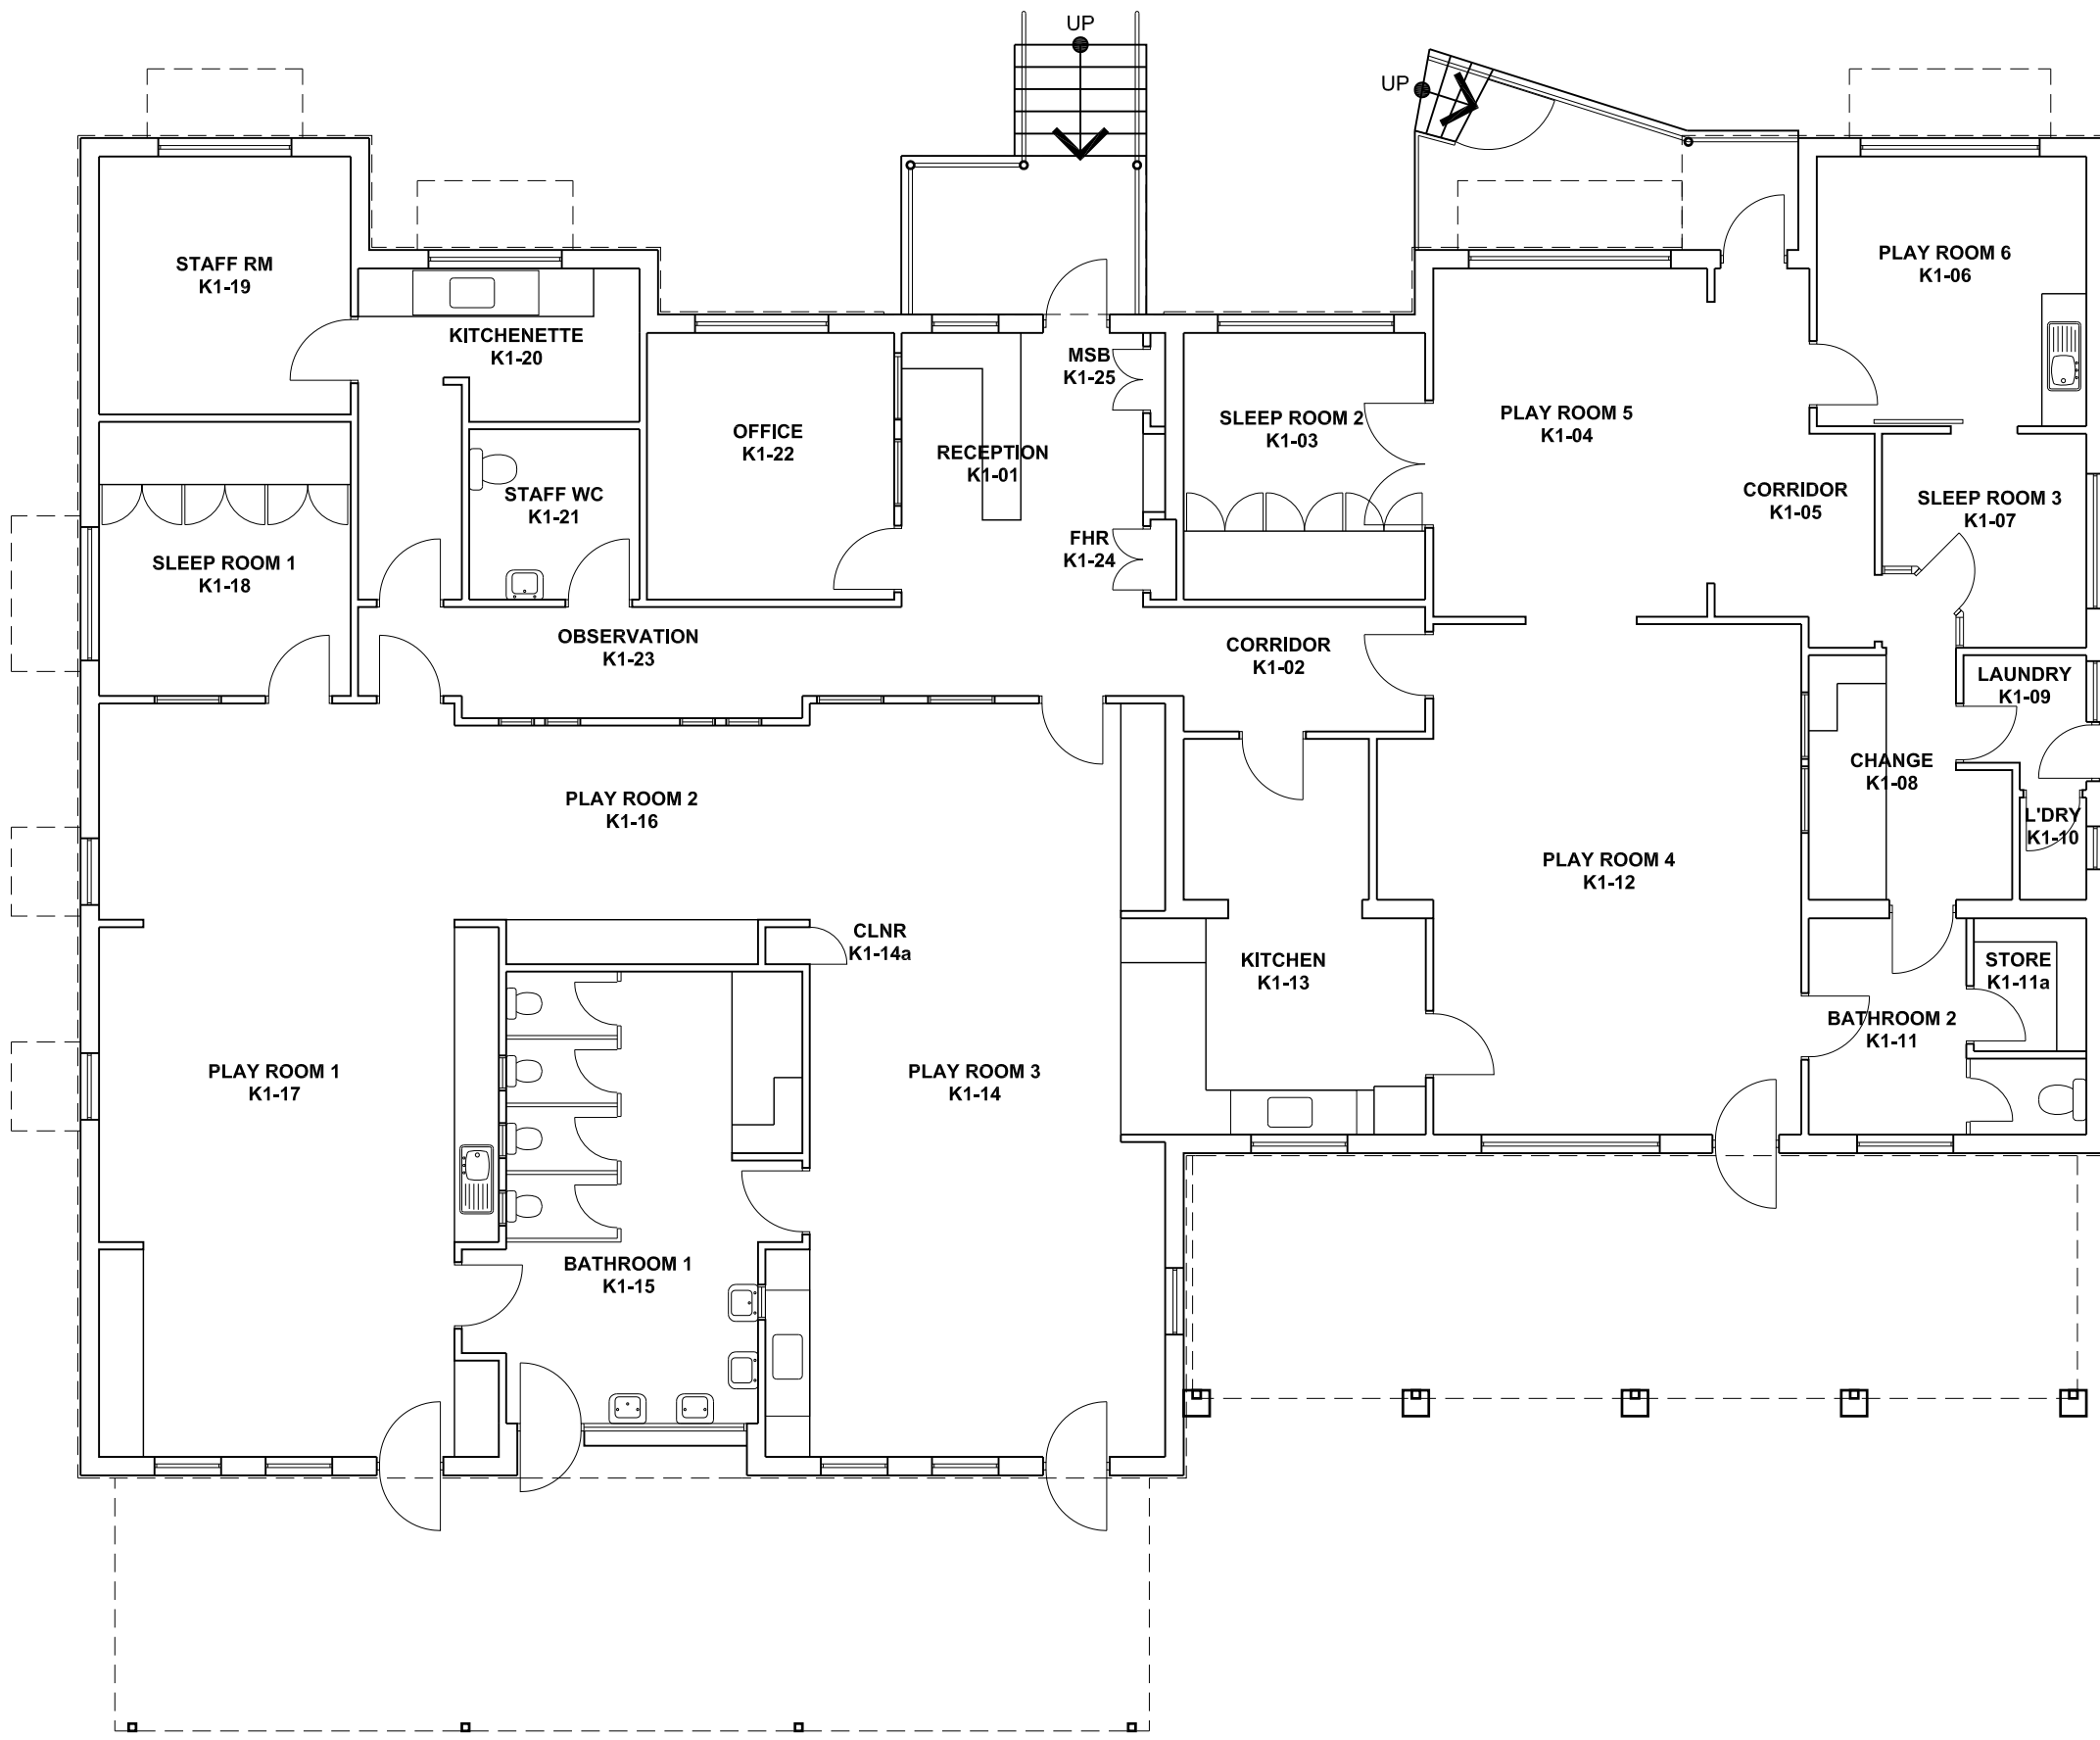 UP
UP
STAFF RM
K1-19
PLAY ROOM 6
K1-06
KITCHENETTE
K1-20
MSB
K1-25
OFFICE
K1-22
RECEPTION
K1-01
SLEEP ROOM 2
K1-03
PLAY ROOM 5
K1-04
STAFF WC
K1-21
CORRIDOR
K1-05
SLEEP ROOM 3
K1-07
SLEEP ROOM 1
K1-18
FHR
K1-24
OBSERVATION
K1-23
CORRIDOR
K1-02
LAUNDRY
K1-09
CHANGE
K1-08
PLAY ROOM 2
K1-16
L'DRY
K1-10
PLAY ROOM 4
K1-12
CLNR
K1-14a
KITCHEN
K1-13
STORE
K1-11a
BATHROOM 2
K1-11
PLAY ROOM 1
K1-17
PLAY ROOM 3
K1-14
BATHROOM 1
K1-15